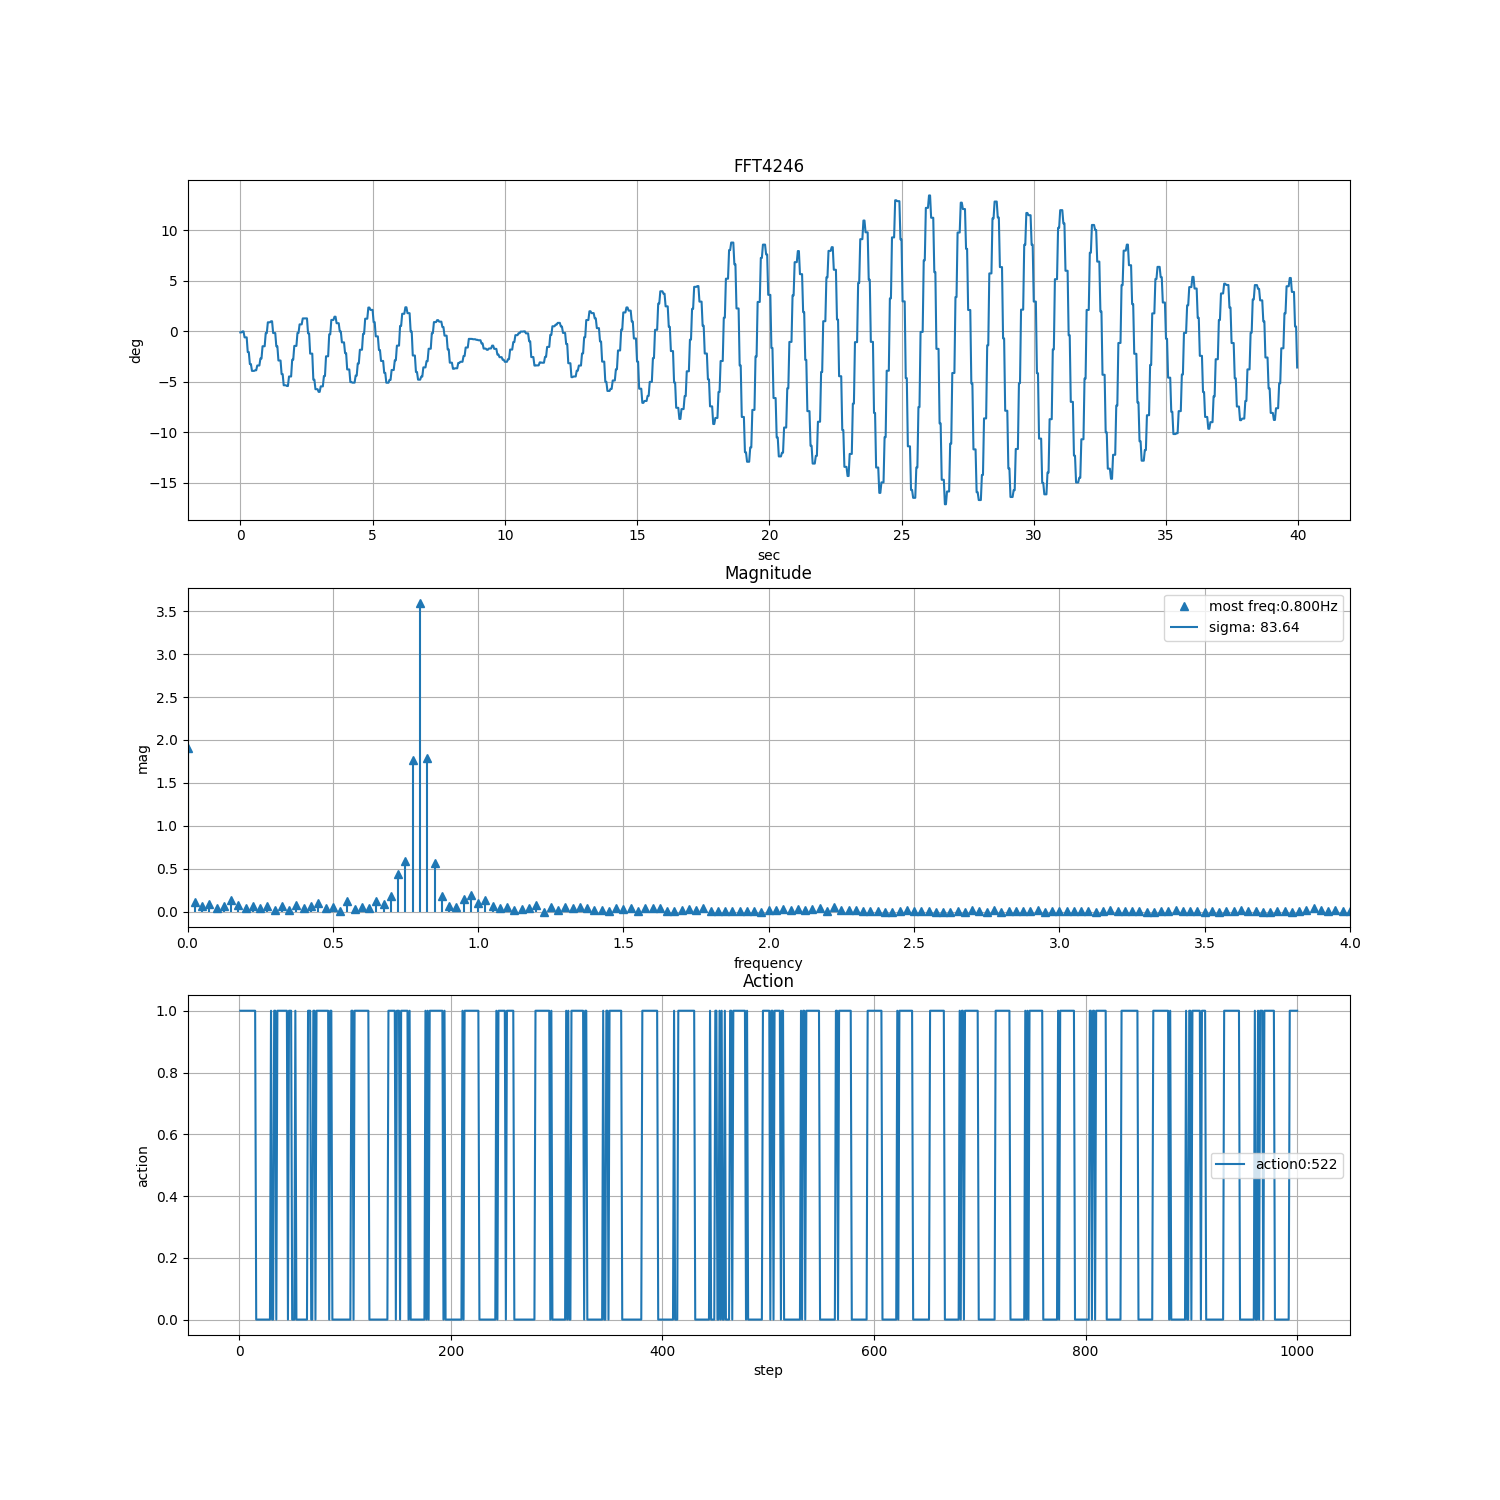 FFT4246
10
5
0
−5
−10
−15
deg
0 5 10 15 20 25 30 35 40
sec
Magnitude
most freq:0.800Hz
sigma: 83.64
3.5
3.0
2.5
2.0
1.5
1.0
0.5
0.0
mag
0.0 0.5 1.0 1.5 2.0 2.5 3.0 3.5 4.0
frequency
Action
1.0
0.8
0.6
0.4
0.2
0.0
action
action0:522
0 200 400 600 800 1000
step